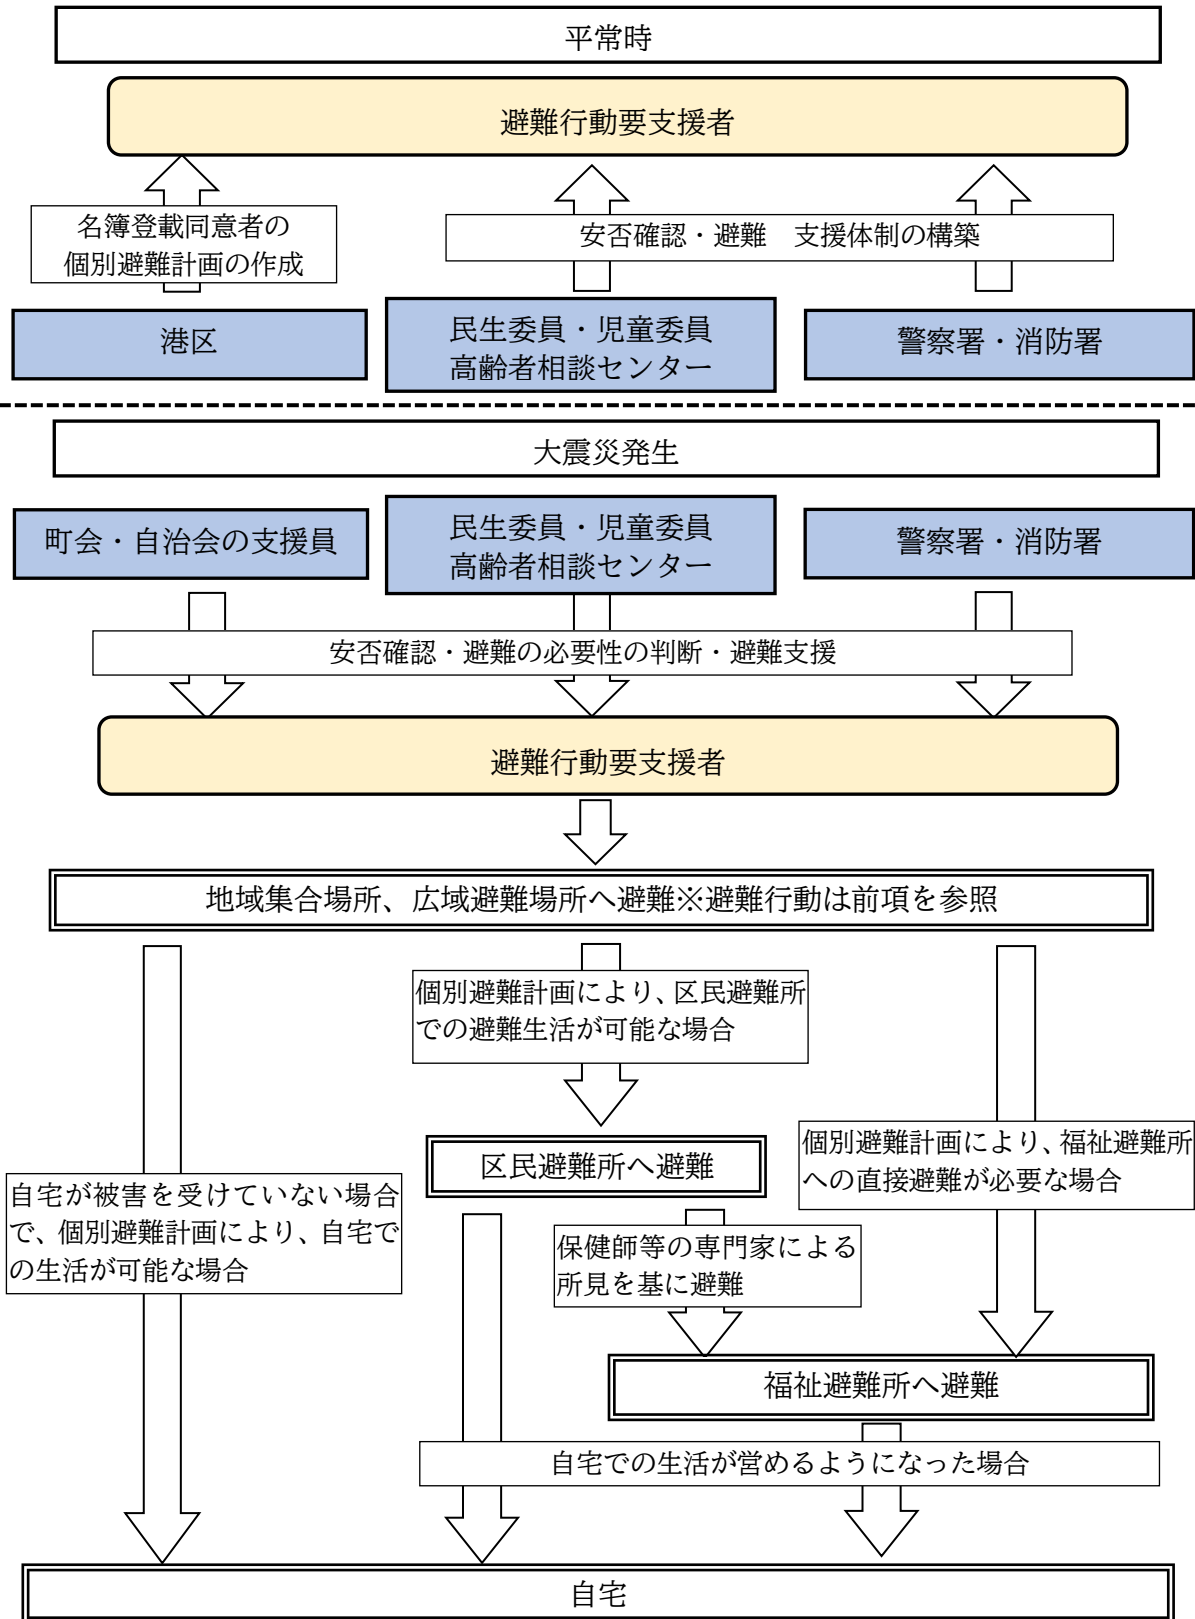 平常時
避難行動要支援者
名簿登載同意者の
個別避難計画の作成
安否確認・避難　支援体制の構築
港区
民生委員・児童委員
高齢者相談センター
警察署・消防署
大震災発生
町会・自治会の支援員
民生委員・児童委員
高齢者相談センター
警察署・消防署
安否確認・避難の必要性の判断・避難支援
避難行動要支援者
地域集合場所、広域避難場所へ避難※避難行動は前項を参照
個別避難計画により、区民避難所
での避難生活が可能な場合
区民避難所へ避難
個別避難計画により、福祉避難所
への直接避難が必要な場合
自宅が被害を受けていない場合
で、個別避難計画により、自宅で
の生活が可能な場合
保健師等の専門家による
所見を基に避難
福祉避難所へ避難
自宅での生活が営めるようになった場合
自宅